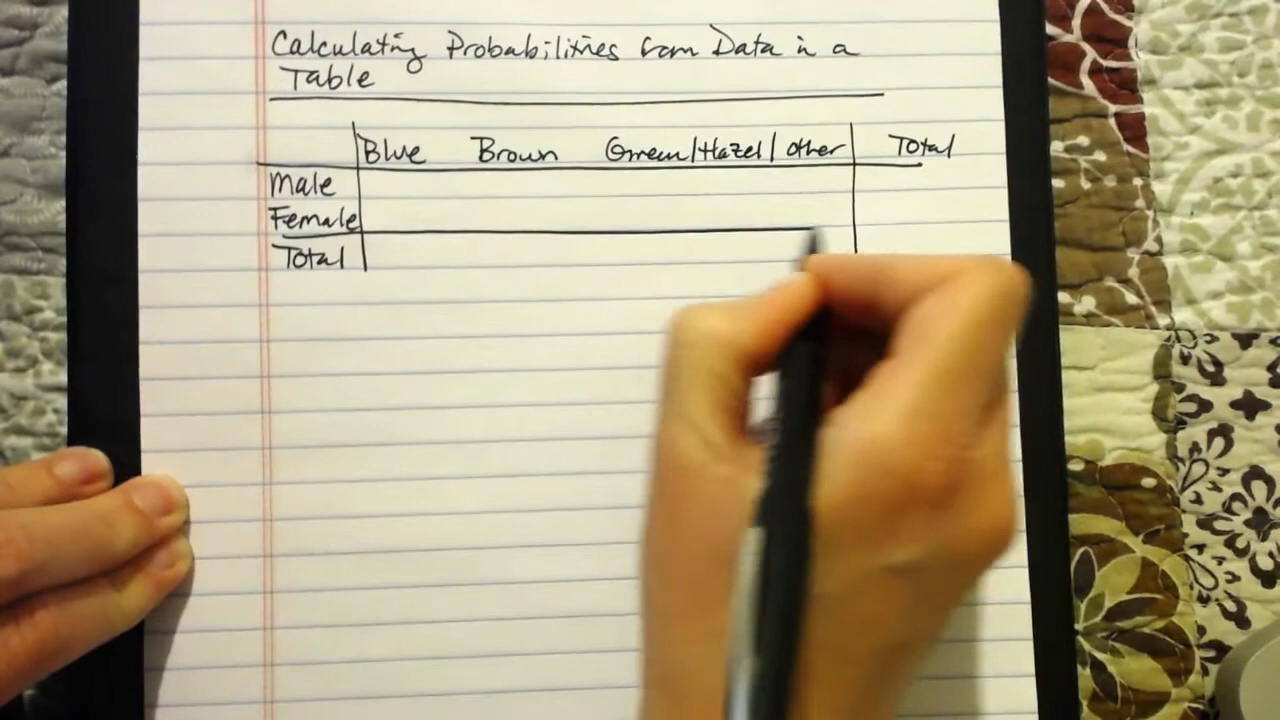 Calculating Probabilities from Data in a
Table
Blue Brown Green/Hazel/other Total
Male
Female
Total